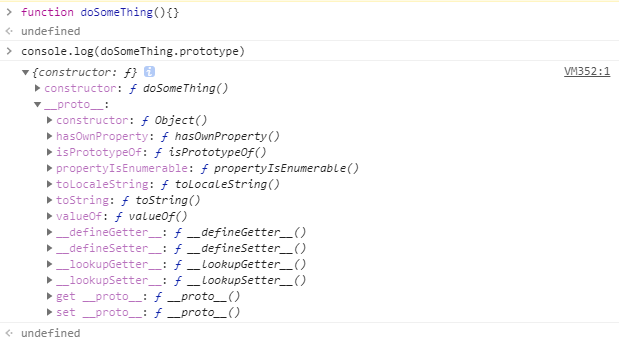 > function doSomeThing(){}
<· undefined
> console.log(doSomeThing.prototype)
▼{constructor: ƒ} i VM352:1
▶constructor: ƒ doSomeThing()
▼__proto__:
▶constructor: ƒ Object()
▶hasOwnProperty: ƒ hasOwnProperty()
▶isPrototypeOf: ƒ isPrototypeOf()
▶propertyIsEnumerable: ƒ propertyIsEnumerable()
▶toLocaleString: ƒ toLocaleString()
▶toString: ƒ toString()
▶valueOf: ƒ valueOf()
▶__defineGetter__: ƒ __defineGetter__()
▶__defineSetter__: ƒ __defineSetter__()
▶__lookupGetter__: ƒ __lookupGetter__()
▶__lookupSetter__: ƒ __lookupSetter__()
▶get __proto__: ƒ __proto__()
▶set __proto__: ƒ __proto__()
<· undefined